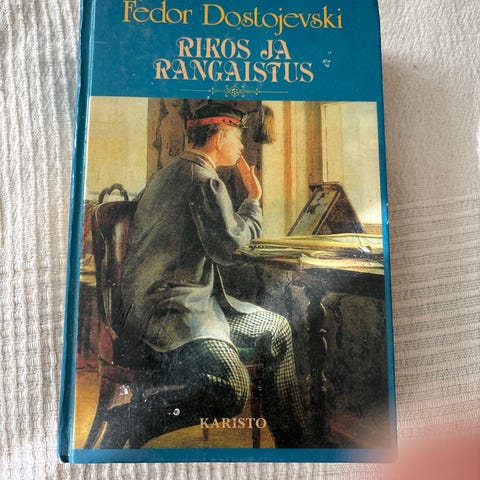 Fedor Dostojevski
RIKOS JA
RANGAISTUS
KARISTO